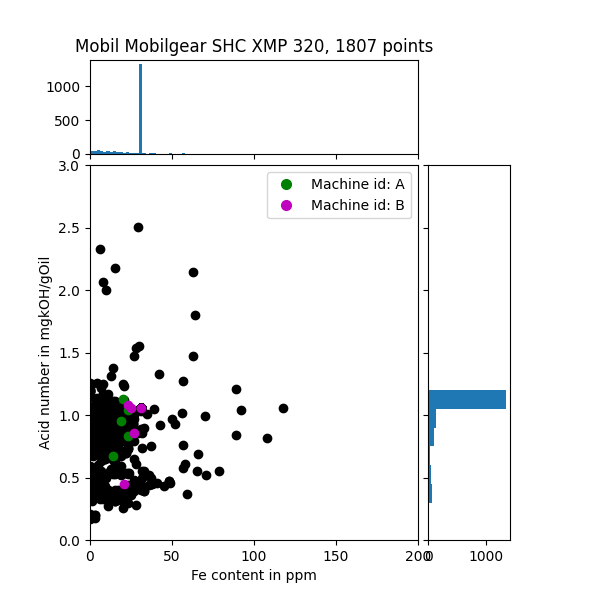 Mobil Mobilgear SHC XMP 320, 1807 points
1000
500
0
3.0
2.5
2.0
1.5
1.0
0.5
0.0
Acid number in mgkOH/gOil
Machine id: A
Machine id: B
0 50 100 150 200
0 1000
Fe content in ppm